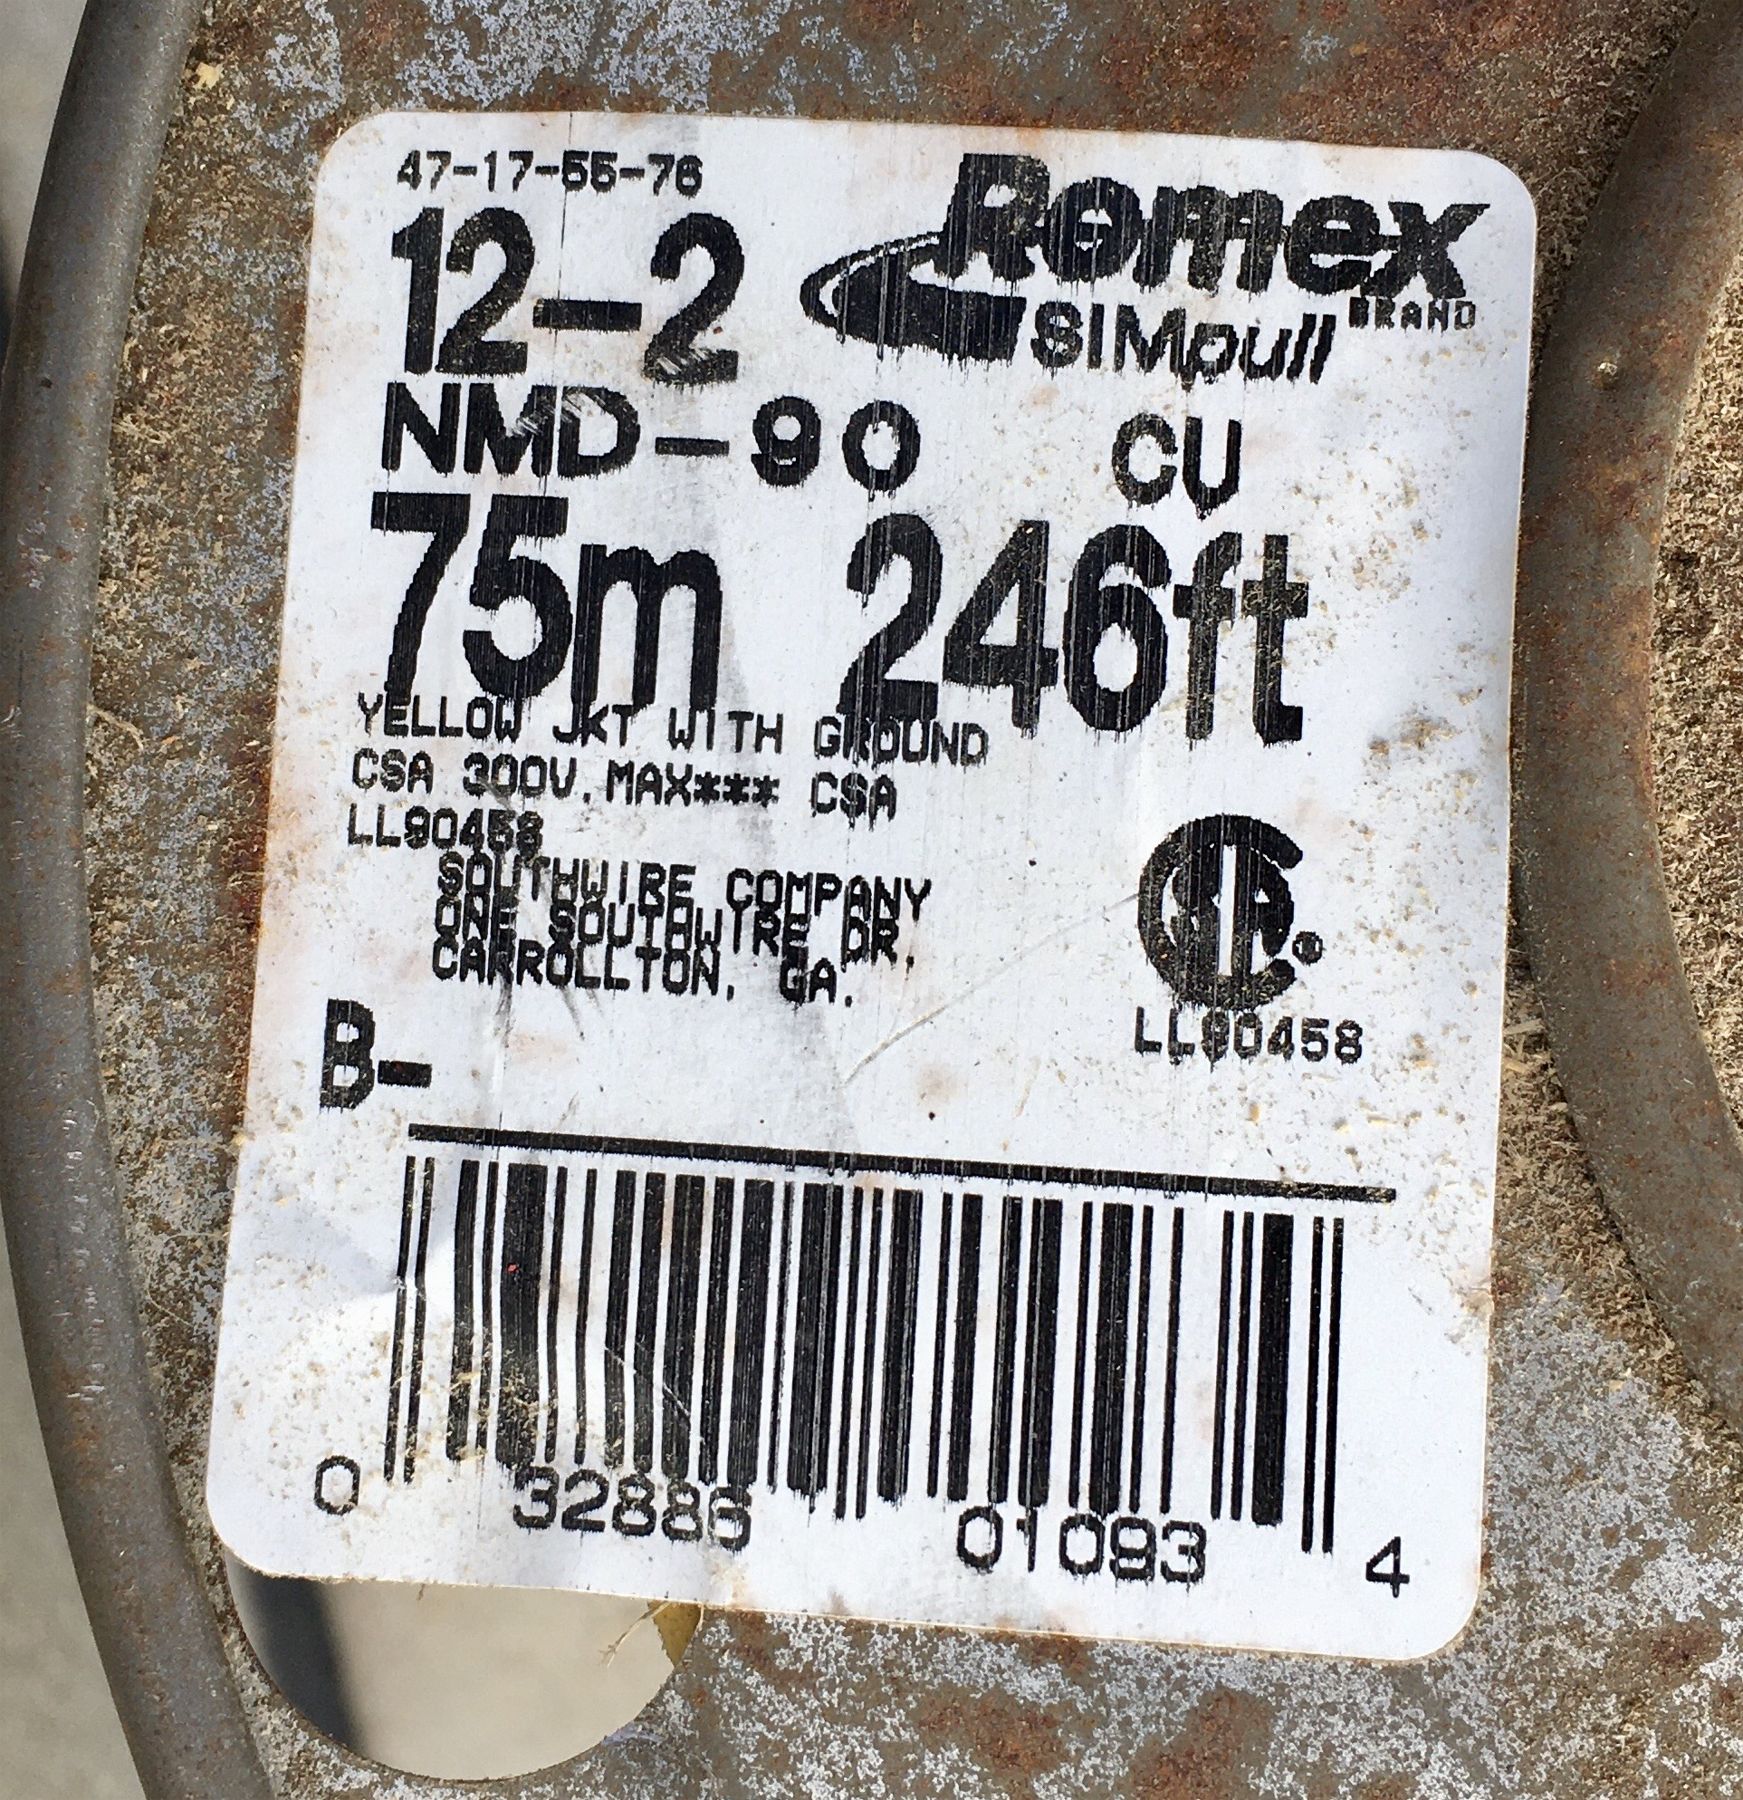 47-17-55-76
12-2 Romex
SIMpull BRAND
NMD-90 CU
75m 246ft
YELLOW JKT WITH GROUND
CSA 300V. MAX*** CSA
LL90458
SOUTHWIRE COMPANY
ONE SOUTHWIRE DR.
CARROLLTON, GA.
LL90458
B-
0 32886 01093 4